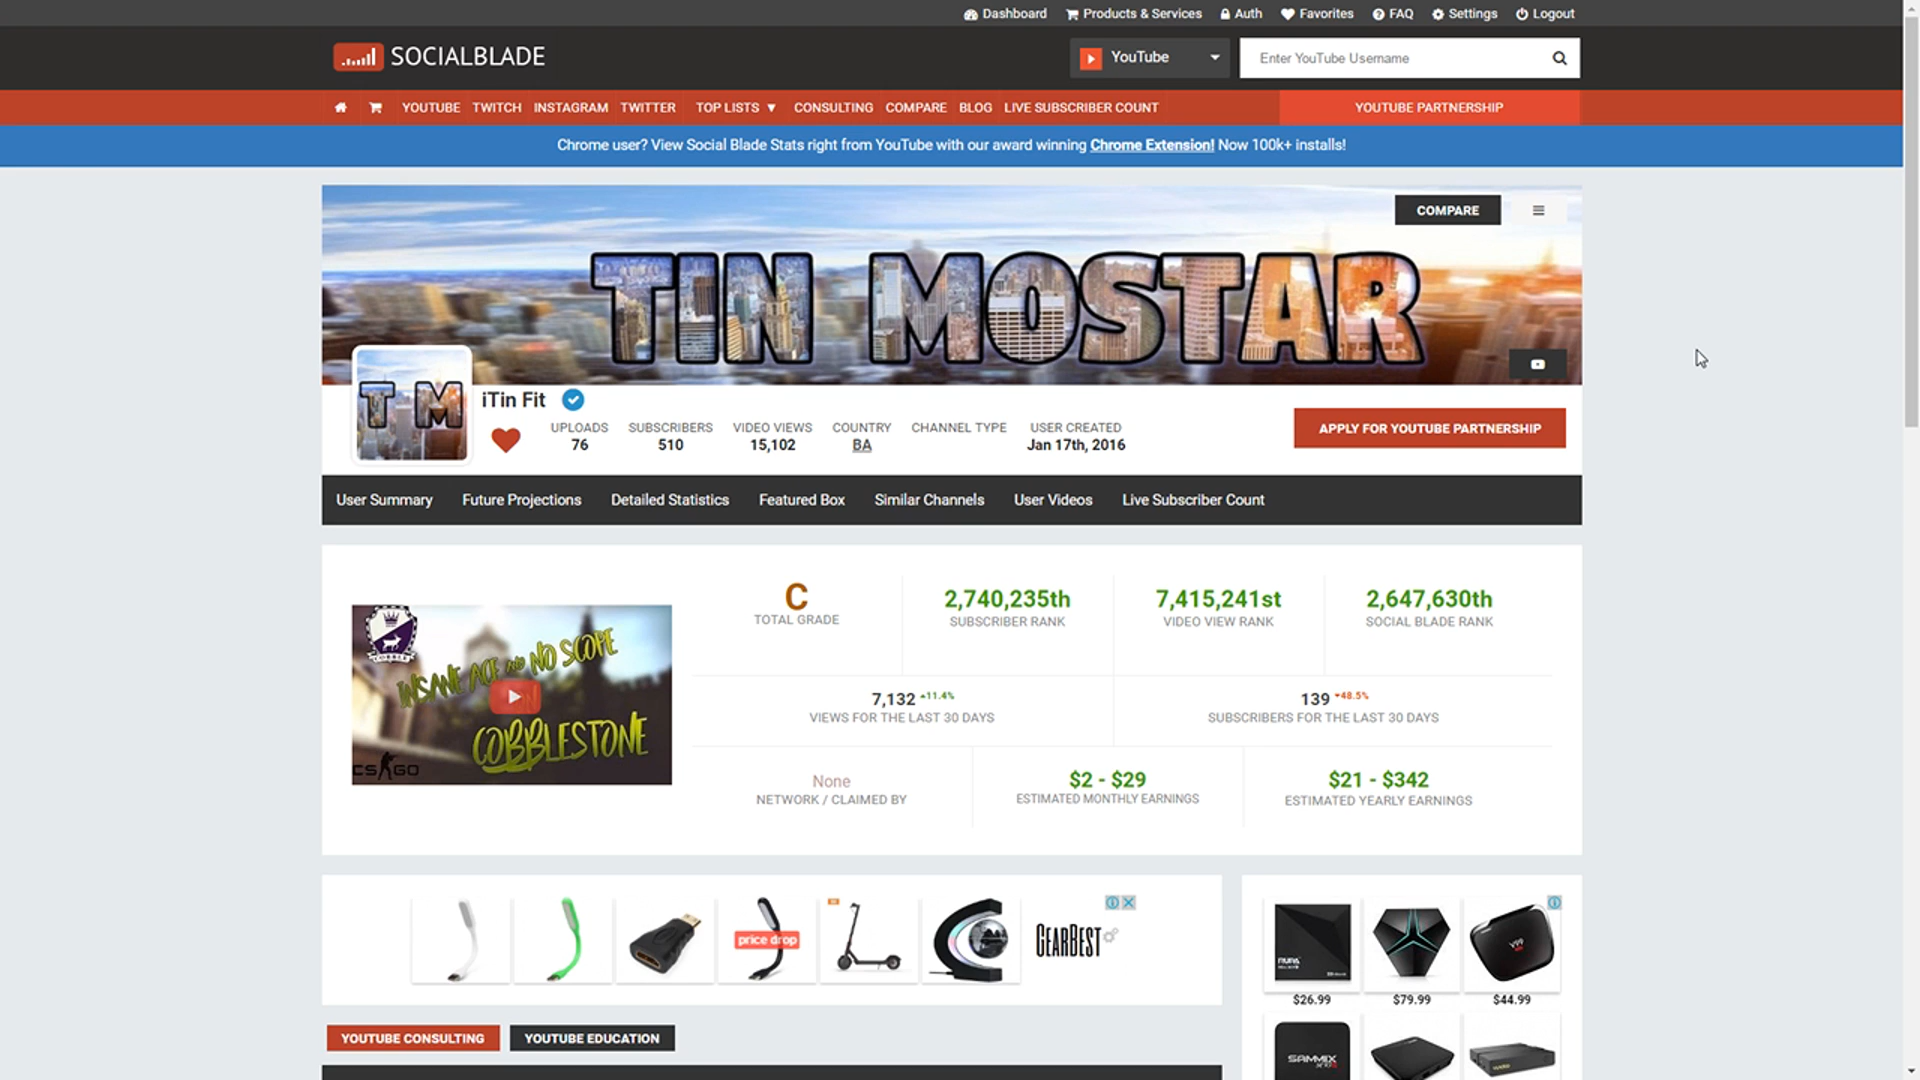 Dashboard Products & Services Auth Favorites FAQ Settings Logout
SOCIALBLADE
YouTube
Enter YouTube Username
YOUTUBE TWITCH INSTAGRAM TWITTER TOP LISTS ▼ CONSULTING COMPARE BLOG LIVE SUBSCRIBER COUNT
YOUTUBE PARTNERSHIP
Chrome user? View Social Blade Stats right from YouTube with our award winning Chrome Extension! Now 100k+ installs!
COMPARE
TIN MOSTAR
T M
iTin Fit
UPLOADS SUBSCRIBERS VIDEO VIEWS COUNTRY CHANNEL TYPE USER CREATED
76 510 15,102 BA Jan 17th, 2016
APPLY FOR YOUTUBE PARTNERSHIP
User Summary Future Projections Detailed Statistics Featured Box Similar Channels User Videos Live Subscriber Count
INSANE ACE AND NO SCOPE
ON
COBBLESTONE
CS GO
C
TOTAL GRADE
2,740,235th
SUBSCRIBER RANK
7,415,241st
VIDEO VIEW RANK
2,647,630th
SOCIAL BLADE RANK
7,132 +11.4%
VIEWS FOR THE LAST 30 DAYS
139 -48.5%
SUBSCRIBERS FOR THE LAST 30 DAYS
None
NETWORK / CLAIMED BY
$2 - $29
ESTIMATED MONTHLY EARNINGS
$21 - $342
ESTIMATED YEARLY EARNINGS
price drop
GEARBEST
V99
$26.99 $79.99 $44.99
SAMMIX
YOUTUBE CONSULTING
YOUTUBE EDUCATION